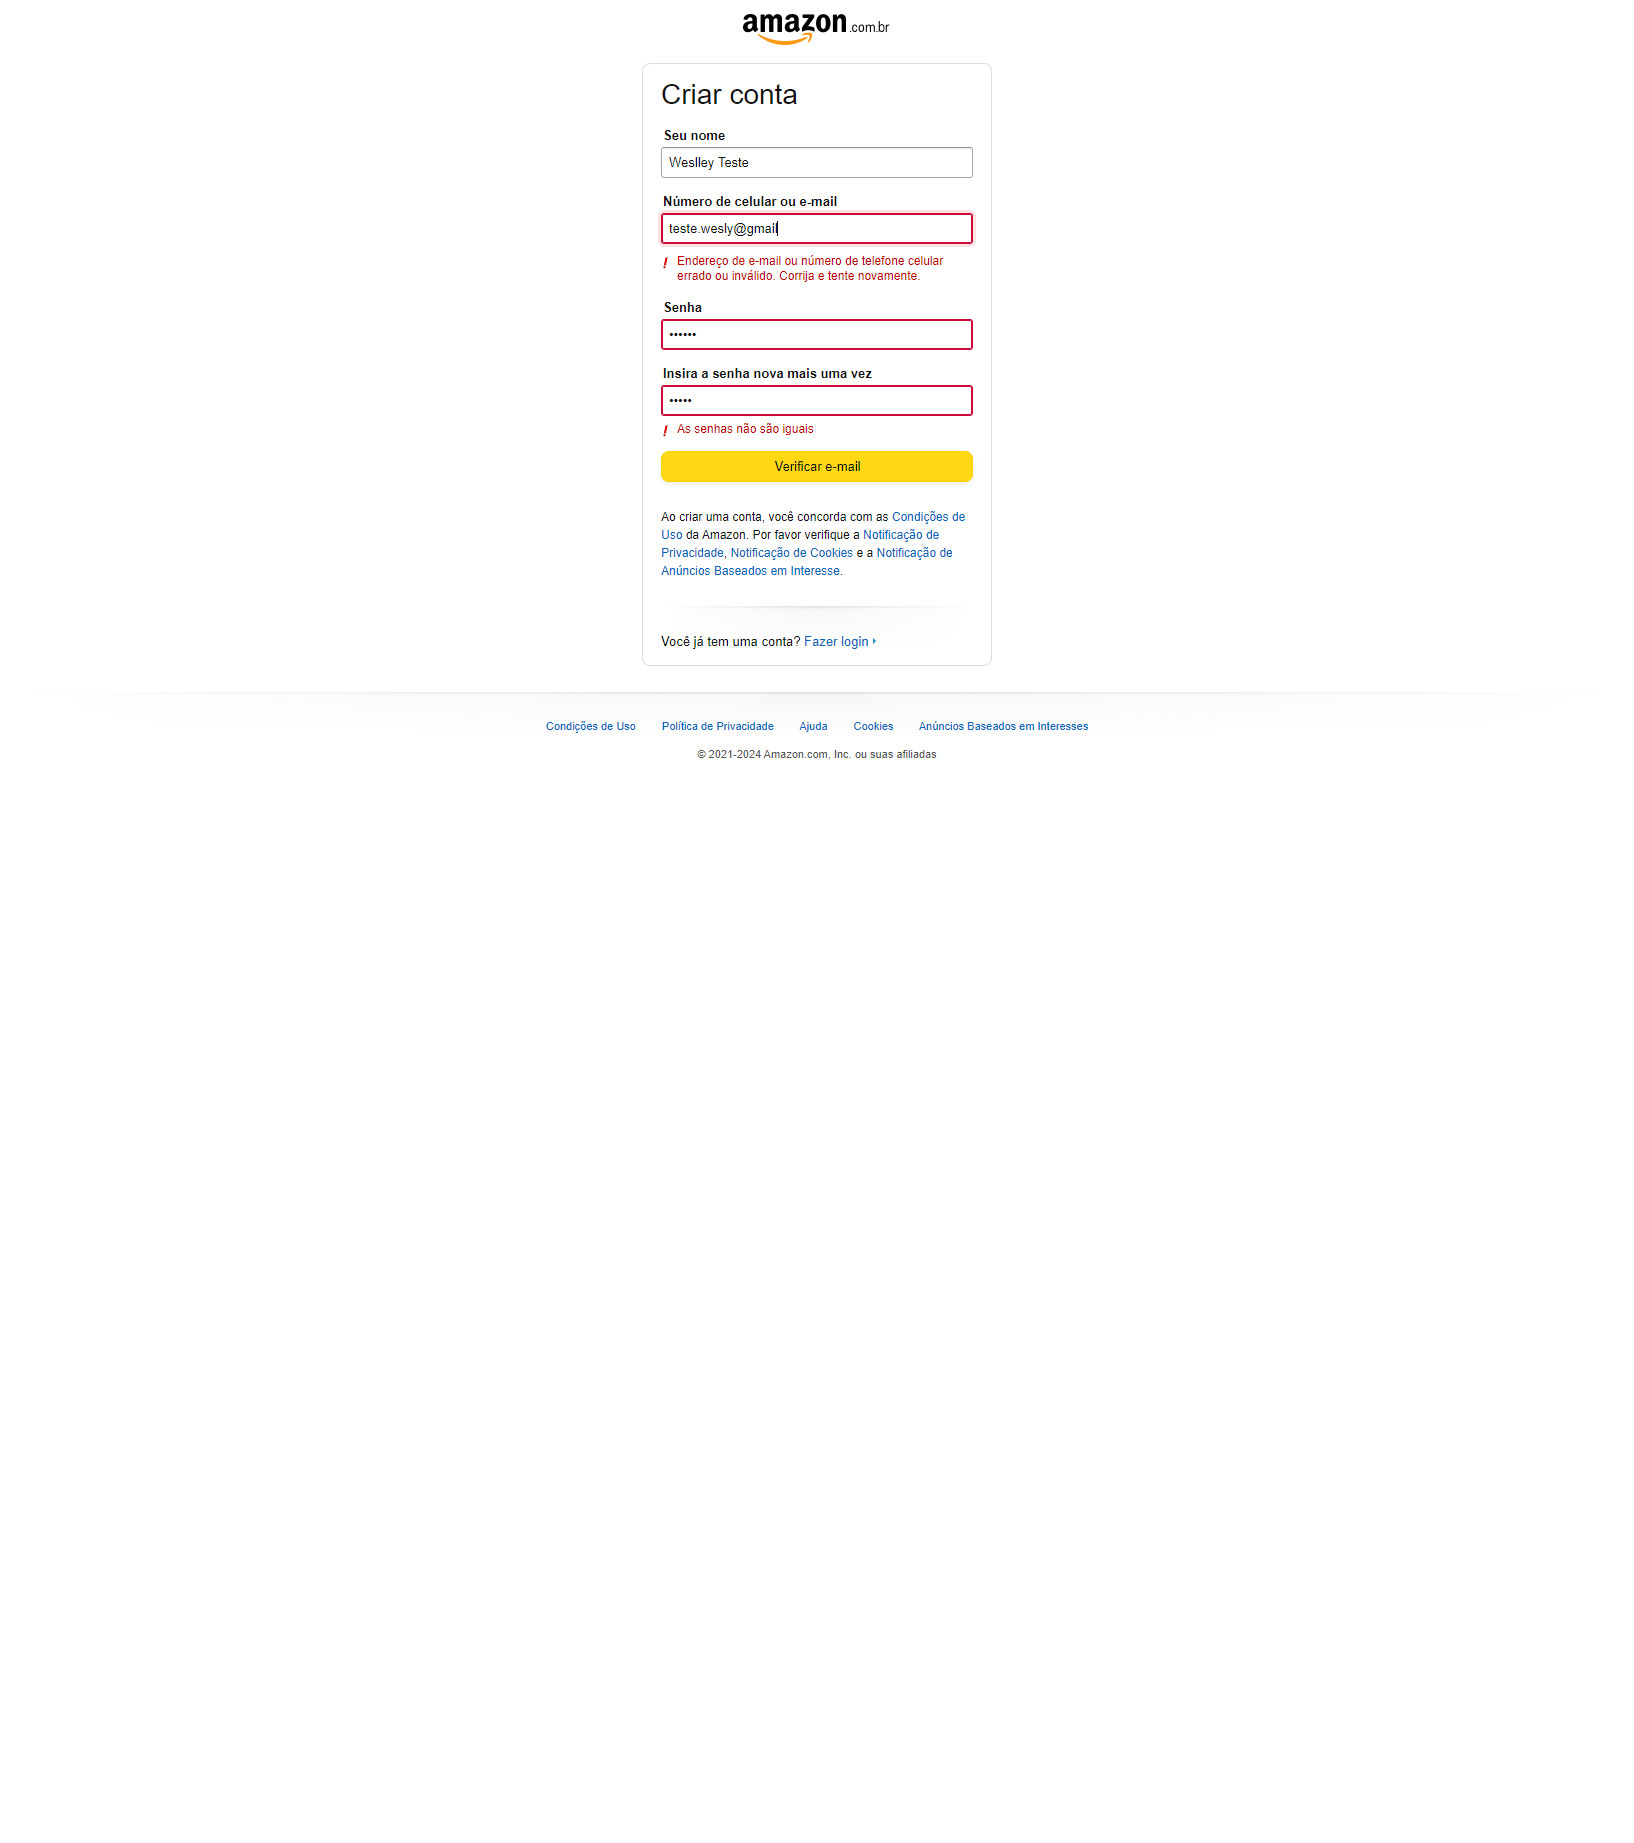 amazon.com.br
Criar conta
Seu nome
Weslley Teste
Número de celular ou e-mail
teste.wesly@gmail
! Endereço de e-mail ou número de telefone celular
errado ou inválido. Corrija e tente novamente.
Senha
••••••
Insira a senha nova mais uma vez
•••••
! As senhas não são iguais
Verificar e-mail
Ao criar uma conta, você concorda com as Condições de
Uso da Amazon. Por favor verifique a Notificação de
Privacidade, Notificação de Cookies e a Notificação de
Anúncios Baseados em Interesse.
Você já tem uma conta? Fazer login
Condições de Uso Política de Privacidade Ajuda Cookies Anúncios Baseados em Interesses
© 2021-2024 Amazon.com, Inc. ou suas afiliadas